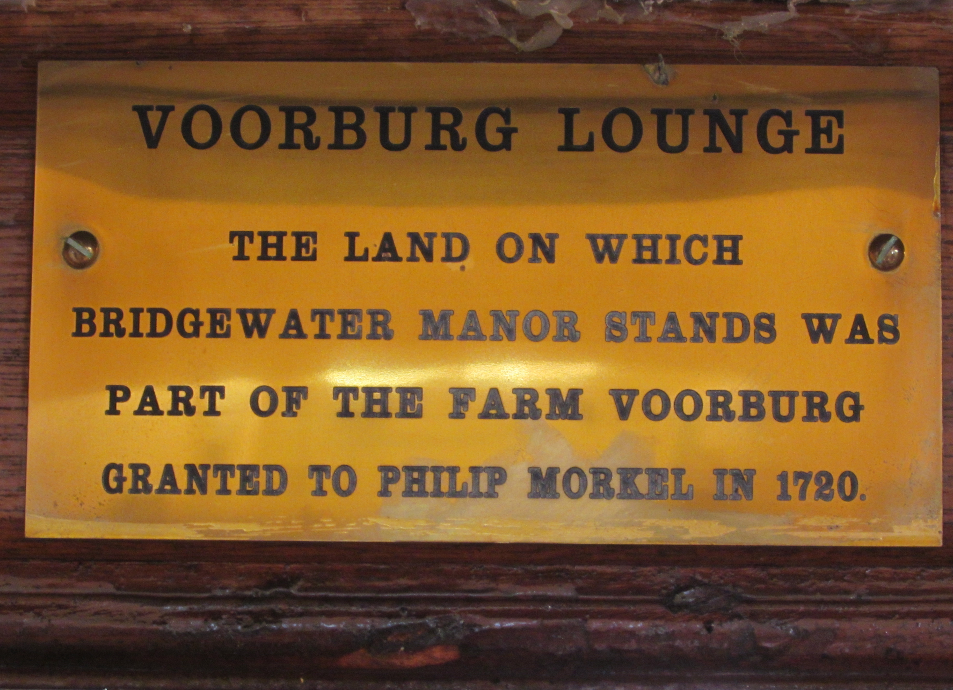 VOORBURG LOUNGE
THE LAND ON WHICH
BRIDGEWATER MANOR STANDS WAS
PART OF THE FARM VOORBURG
GRANTED TO PHILIP MORKEL IN 1720.